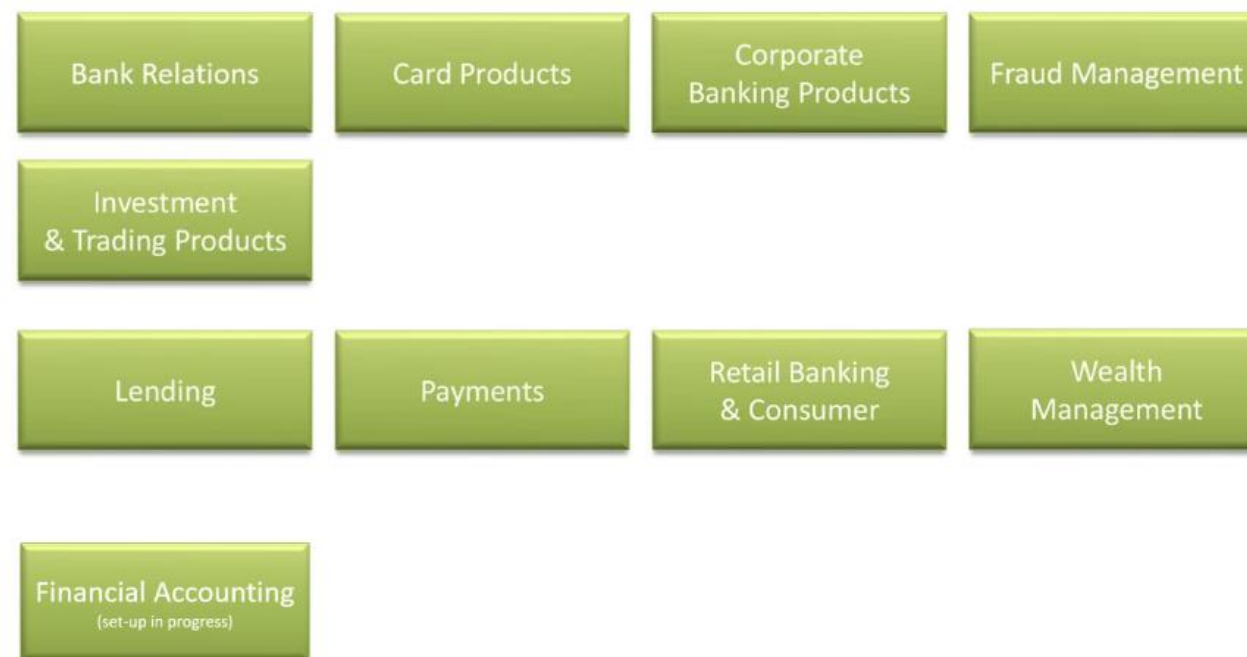 Bank Relations
Card Products
Corporate
Banking Products
Fraud Management
Investment
& Trading Products
Lending
Payments
Retail Banking
& Consumer
Wealth
Management
Financial Accounting
(set-up in progress)